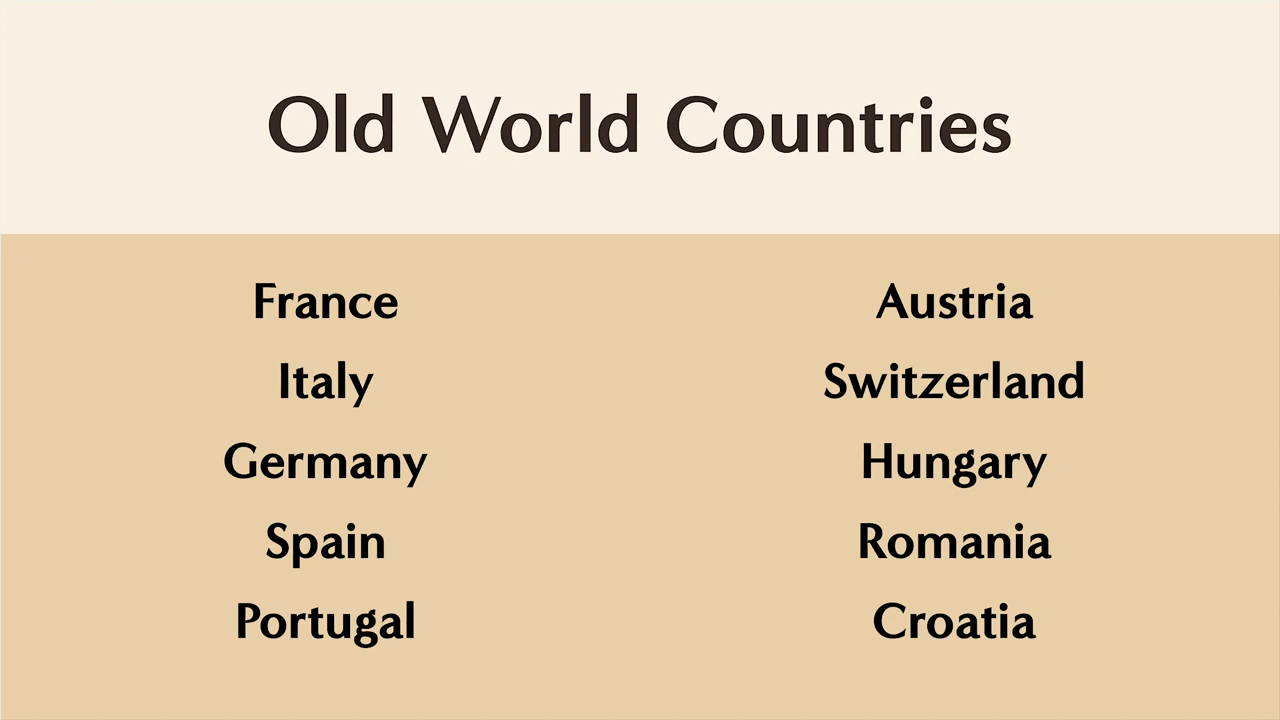 Old World Countries
France
Italy
Germany
Spain
Portugal
Austria
Switzerland
Hungary
Romania
Croatia